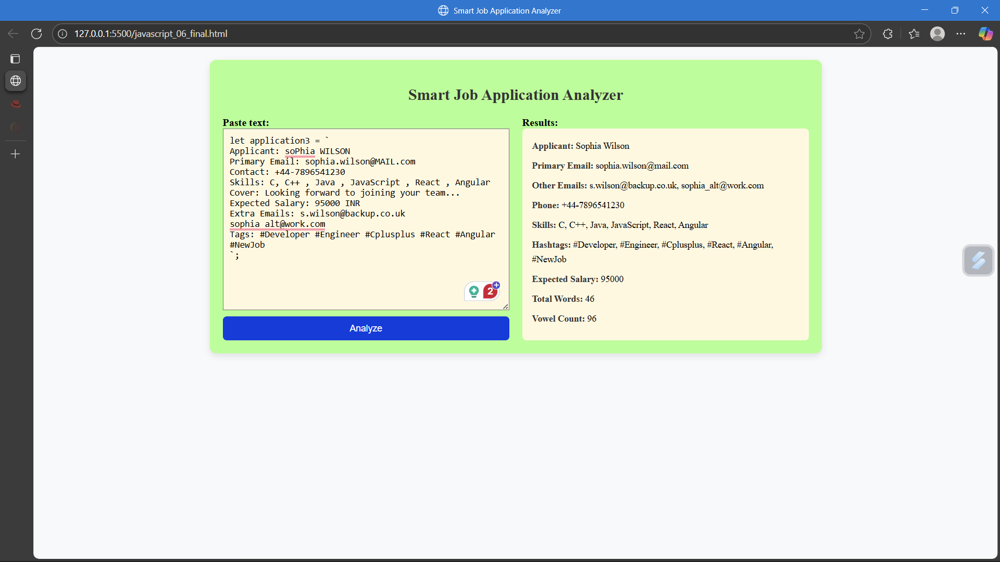 Smart Job Application Analyzer
127.0.0.1:5500/javascript_06_final.html
Smart Job Application Analyzer
Paste text:
let application3 = `
Applicant: soPhia WILSON
Primary Email: sophia.wilson@MAIL.com
Contact: +44-7896541230
Skills: C, C++ , Java , JavaScript , React , Angular
Cover: Looking forward to joining your team...
Expected Salary: 95000 INR
Extra Emails: s.wilson@backup.co.uk
sophia_alt@work.com
Tags: #Developer #Engineer #Cplusplus #React #Angular
#NewJob
`;
2
Analyze
Results:
Applicant: Sophia Wilson
Primary Email: sophia.wilson@mail.com
Other Emails: s.wilson@backup.co.uk, sophia_alt@work.com
Phone: +44-7896541230
Skills: C, C++, Java, JavaScript, React, Angular
Hashtags: #Developer, #Engineer, #Cplusplus, #React, #Angular,
#NewJob
Expected Salary: 95000
Total Words: 46
Vowel Count: 96